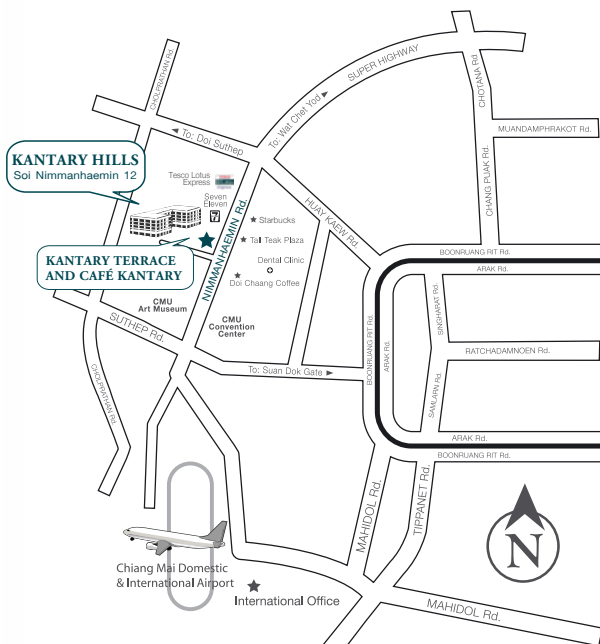 SUPER HIGHWAY
CHOLPRATHAN Rd.
CHOTANA Rd.
To: Wat Chet Yod ►
◄ To: Doi Suthep
MUANDAMPHRAKOT Rd.
KANTARY HILLS
Soi Nimmanhaemin 12
Tesco Lotus
Express
Seven
Eleven
7
CHANG PUAK Rd.
HUAY KAEW Rd.
NIMMANHAEMIN Rd.
Starbucks
Tall Teak Plaza
Dental Clinic
Doi Chaang Coffee
KANTARY TERRACE
AND CAFÉ KANTARY
BOONRUANG RIT Rd.
ARAK Rd.
CMU
Art Museum
CMU
Convention
Center
SINGHARAT Rd.
SUTHEP Rd.
BOONRUANG RIT Rd.
ARAK Rd.
RATCHADAMNOEN Rd.
To: Suan Dok Gate ►
CHOLPRATHAN Rd.
SAMLARN Rd.
ARAK Rd.
BOONRUANG RIT Rd.
MAHIDOL Rd.
TIPPANET Rd.
N
Chiang Mai Domestic
& International Airport
International Office
MAHIDOL Rd.